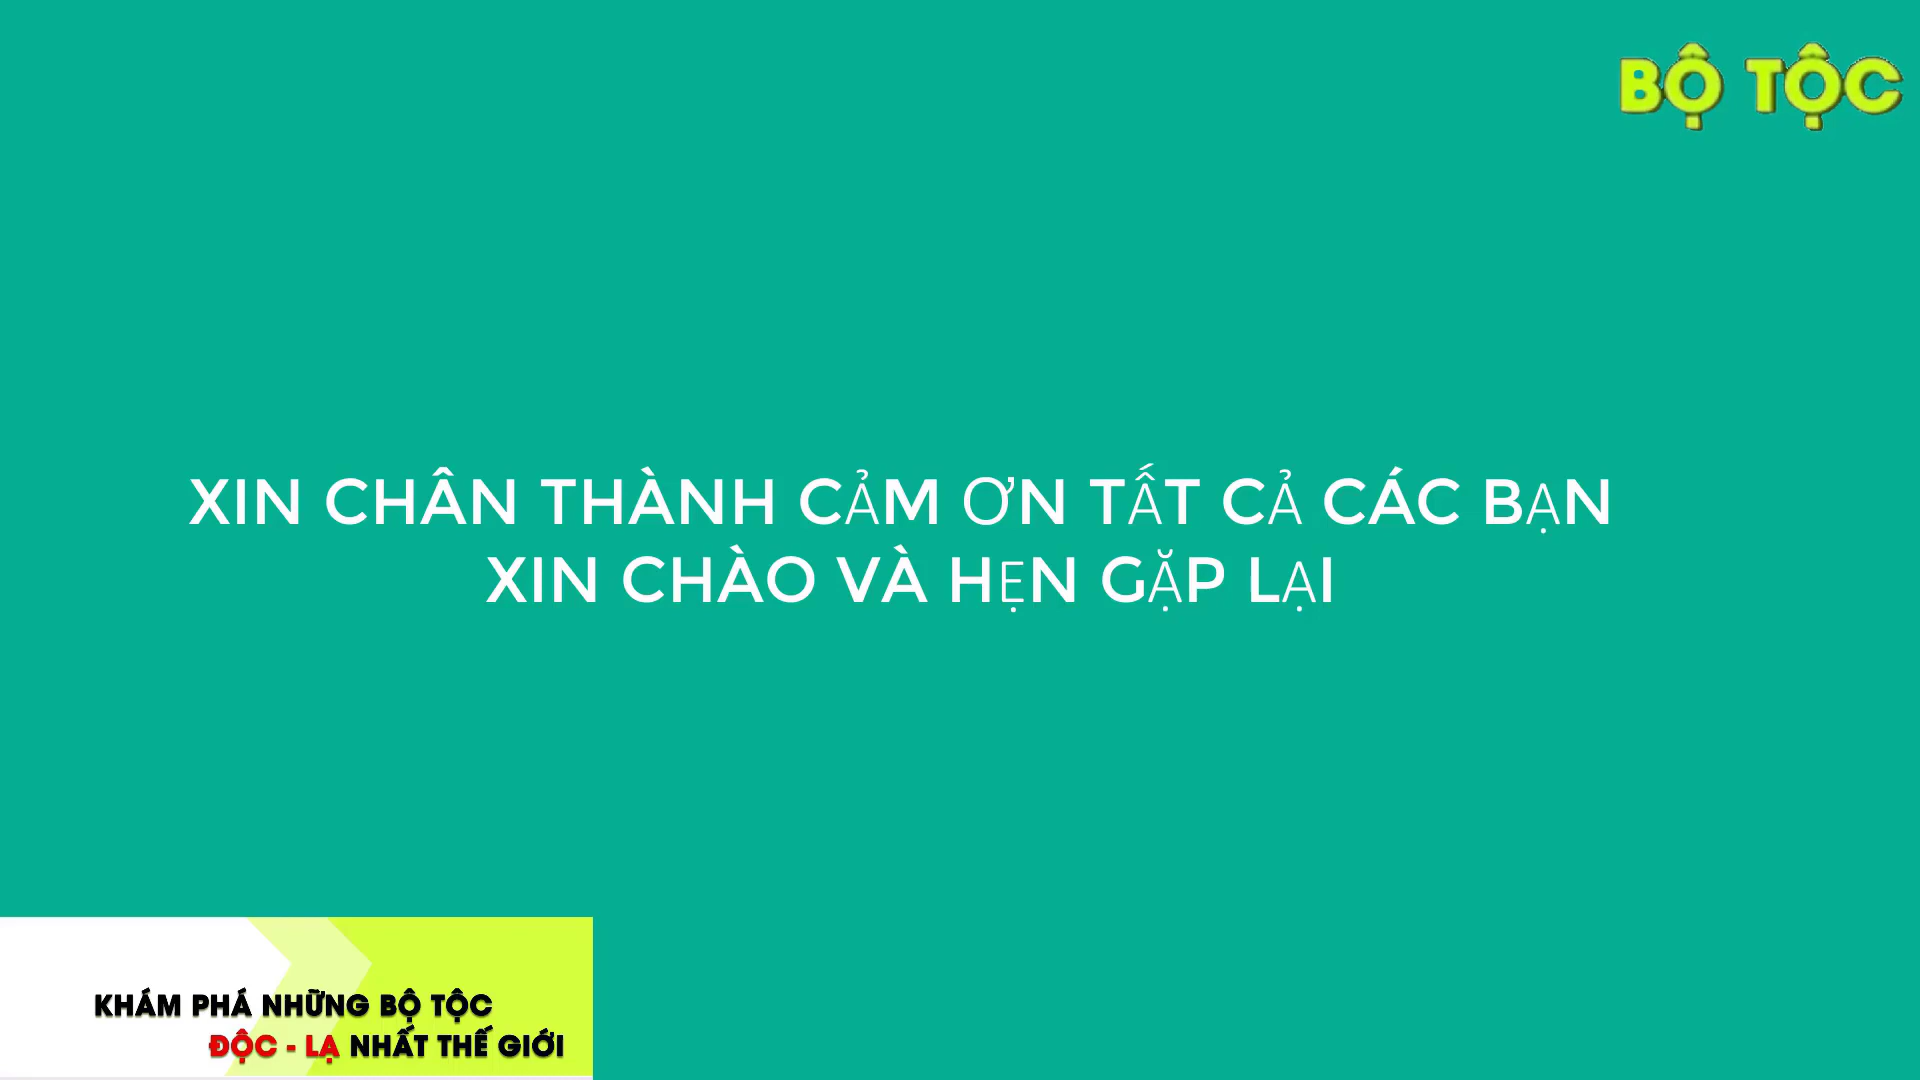 BỘ TỘC
XIN CHÂN THÀNH CẢM ƠN TẤT CẢ CÁC BẠN
XIN CHÀO VÀ HẸN GẶP LẠI
KHÁM PHÁ NHỮNG BỘ TỘC
ĐỘC - LẠ NHẤT THẾ GIỚI